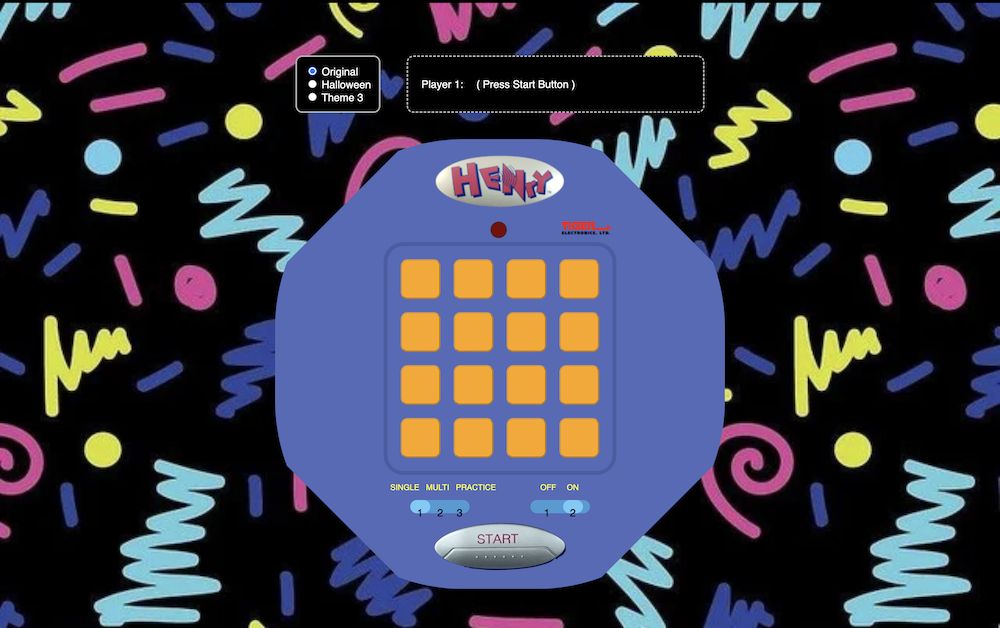 Original
Halloween
Theme 3
Player 1: ( Press Start Button )
HENRY
TIGER
ELECTRONICS, LTD.
SINGLE MULTI PRACTICE
OFF ON
1 2 3
1 2
START